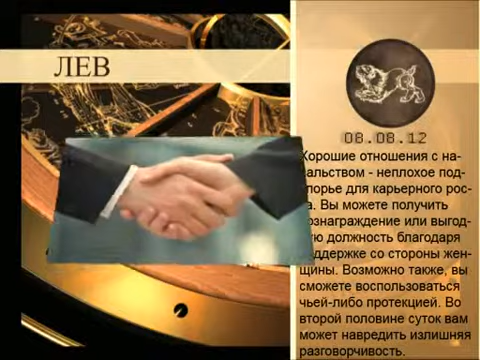 ЛЕВ
08.08.12
Хорошие отношения с на-
чальством - неплохое под-
спорье для карьерного рос-
та. Вы можете получить
вознаграждение или выгод-
ную должность благодаря
поддержке со стороны жен-
щины. Возможно также, вы
сможете воспользоваться
чьей-либо протекцией. Во
второй половине суток вам
может навредить излишняя
разговорчивость.